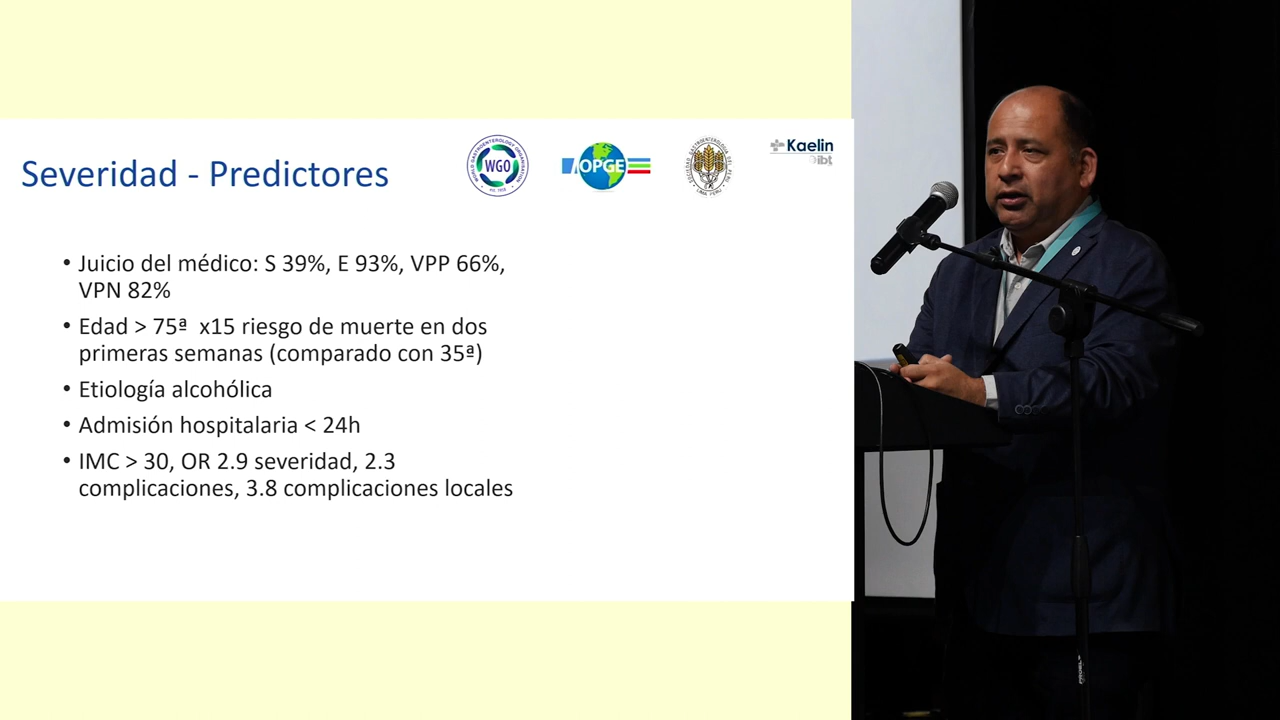 Severidad - Predictores
WGO
OPGE
Kaelin
ibt
• Juicio del médico: S 39%, E 93%, VPP 66%,
VPN 82%
• Edad > 75ª  x15 riesgo de muerte en dos
primeras semanas (comparado con 35ª)
• Etiología alcohólica
• Admisión hospitalaria < 24h
• IMC > 30, OR 2.9 severidad, 2.3
complicaciones, 3.8 complicaciones locales